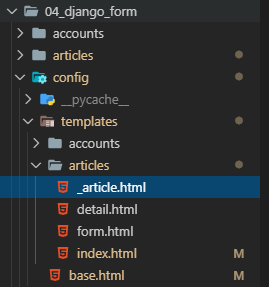 04_django_form
accounts
articles
config
__pycache__
templates
accounts
articles
_article.html
detail.html
form.html
index.html M
base.html M